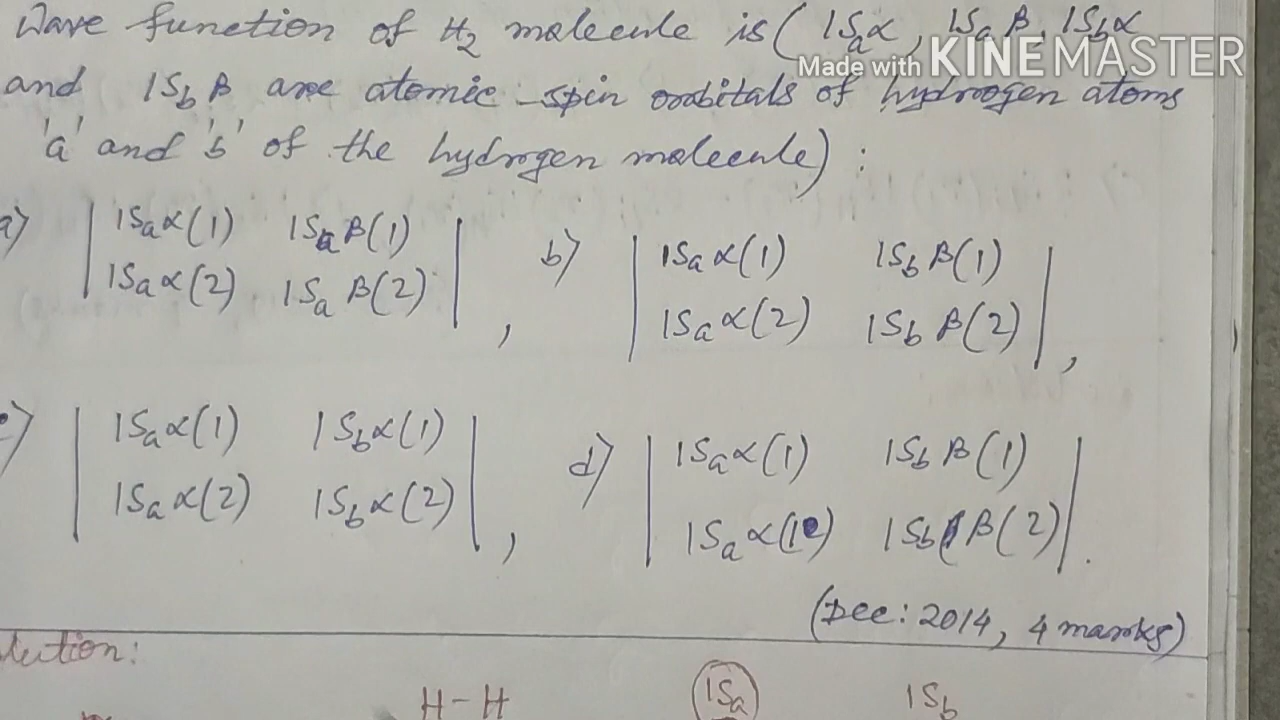 Wave function of H2 molecule is ( 1Saα, 1Saβ, 1Sbα
Made with KINEMASTER
and 1Sbβ are atomic-spin orbitals of hydrogen atoms
'a' and 'b' of the hydrogen molecule) :
a) | 1Saα(1) 1Saβ(1) | b) | 1Saα(1) 1Sbβ(1) |
| 1Saα(2) 1Saβ(2) | , | 1Saα(2) 1Sbβ(2) | ,
c) | 1Saα(1) 1Sbα(1) | d) | 1Saα(1) 1Sbβ(1) |
| 1Saα(2) 1Sbα(2) | , | 1Saα(1) 1Sbβ(2) | .
(Dec: 2014, 4 marks)
lution:
H-H 1Sa 1Sb